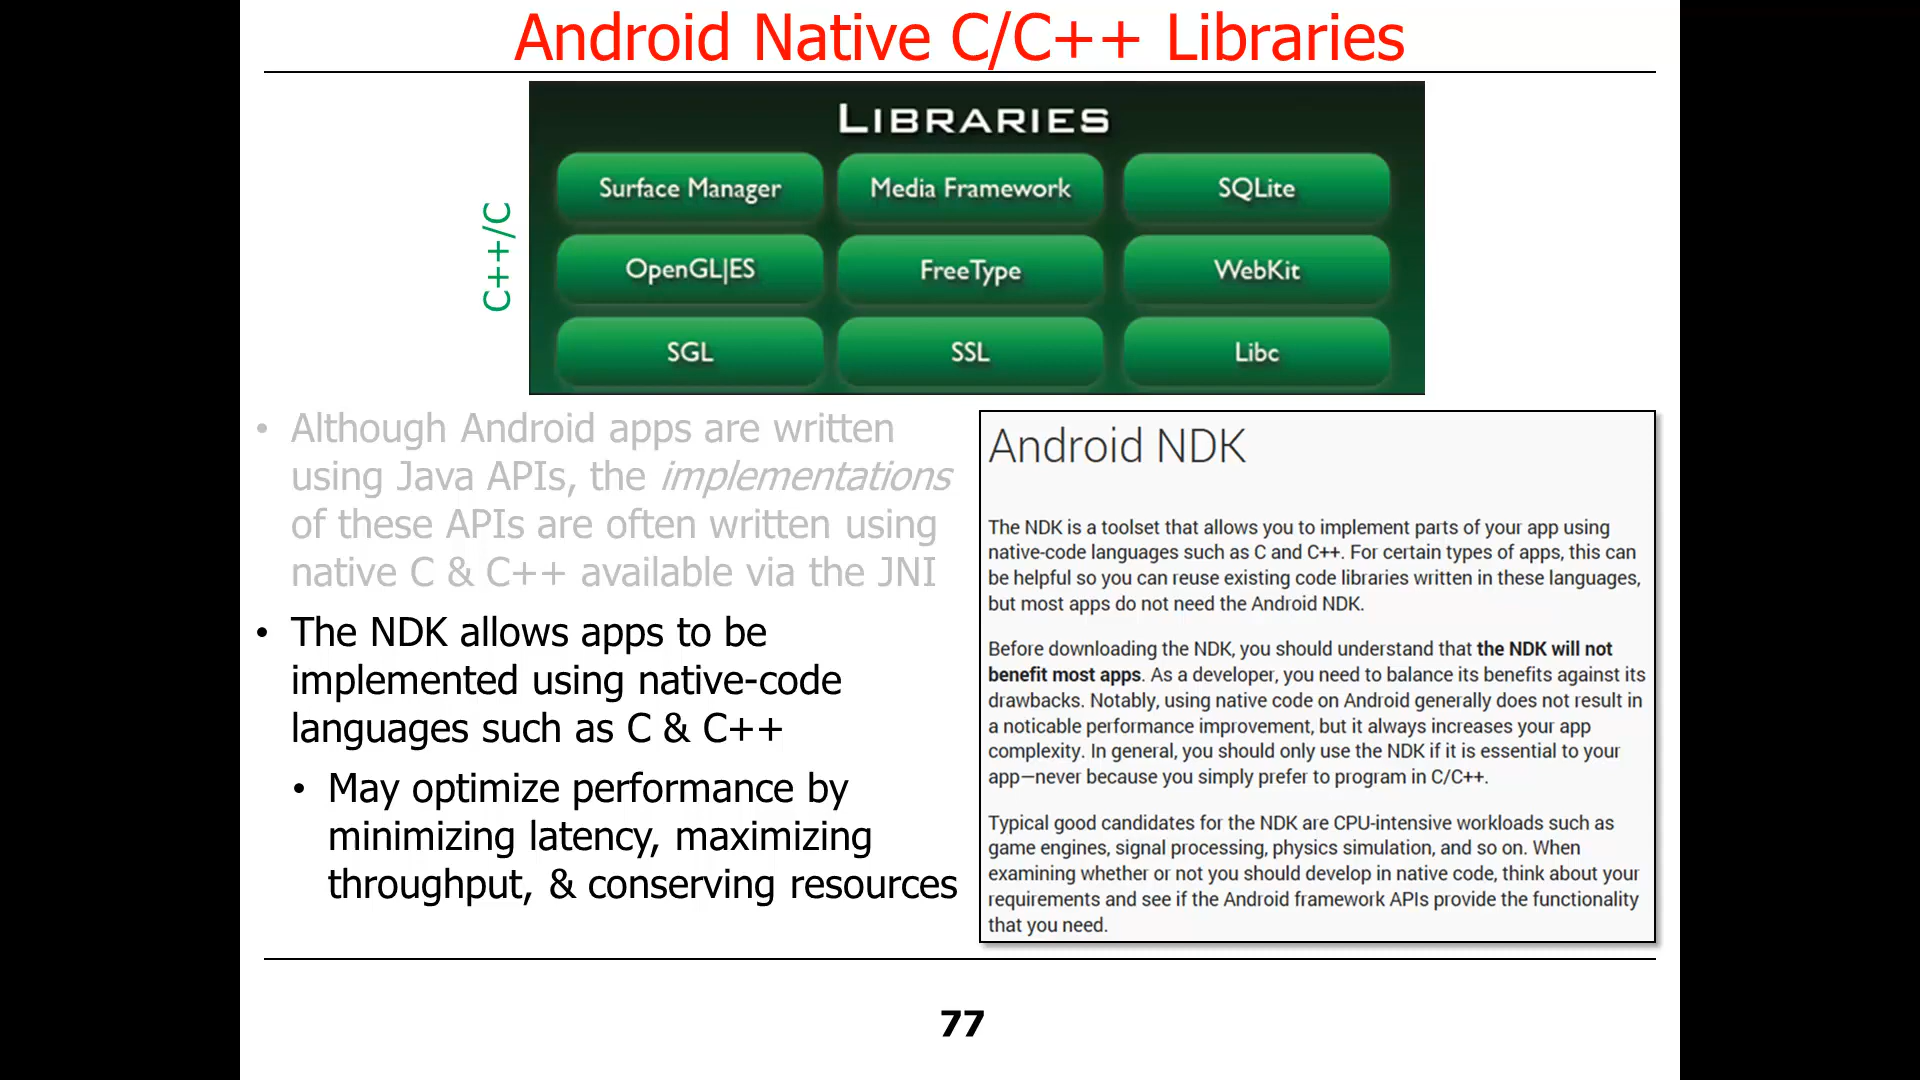 Android Native C/C++ Libraries
LIBRARIES
C++/C
Surface Manager
Media Framework
SQLite
OpenGL|ES
FreeType
WebKit
SGL
SSL
Libc
• Although Android apps are written
using Java APIs, the implementations
of these APIs are often written using
native C & C++ available via the JNI
• The NDK allows apps to be
implemented using native-code
languages such as C & C++
• May optimize performance by
minimizing latency, maximizing
throughput, & conserving resources
Android NDK
The NDK is a toolset that allows you to implement parts of your app using
native-code languages such as C and C++. For certain types of apps, this can
be helpful so you can reuse existing code libraries written in these languages,
but most apps do not need the Android NDK.
Before downloading the NDK, you should understand that the NDK will not
benefit most apps. As a developer, you need to balance its benefits against its
drawbacks. Notably, using native code on Android generally does not result in
a noticable performance improvement, but it always increases your app
complexity. In general, you should only use the NDK if it is essential to your
app—never because you simply prefer to program in C/C++.
Typical good candidates for the NDK are CPU-intensive workloads such as
game engines, signal processing, physics simulation, and so on. When
examining whether or not you should develop in native code, think about your
requirements and see if the Android framework APIs provide the functionality
that you need.
77